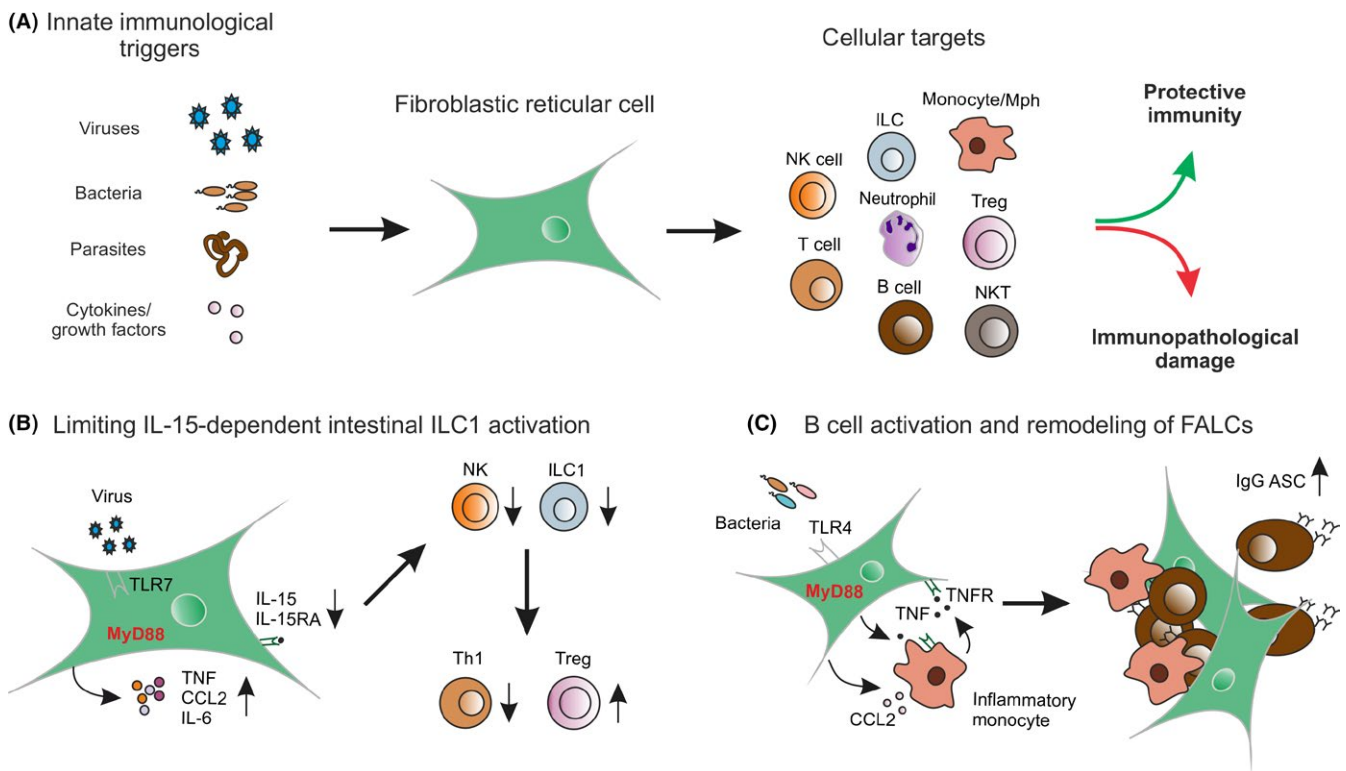 (A) Innate immunological
triggers
Viruses
Bacteria
Parasites
Cytokines/
growth factors
Fibroblastic reticular cell
Cellular targets
Monocyte/Mph
ILC
NK cell
Neutrophil
Treg
T cell
B cell
NKT
Protective
immunity
Immunopathological
damage
(B) Limiting IL-15-dependent intestinal ILC1 activation
Virus
TLR7
MyD88
IL-15
IL-15RA
TNF
CCL2
IL-6
NK
ILC1
Th1
Treg
(C) B cell activation and remodeling of FALCs
Bacteria
TLR4
MyD88
TNFR
TNF
CCL2
Inflammatory
monocyte
IgG ASC